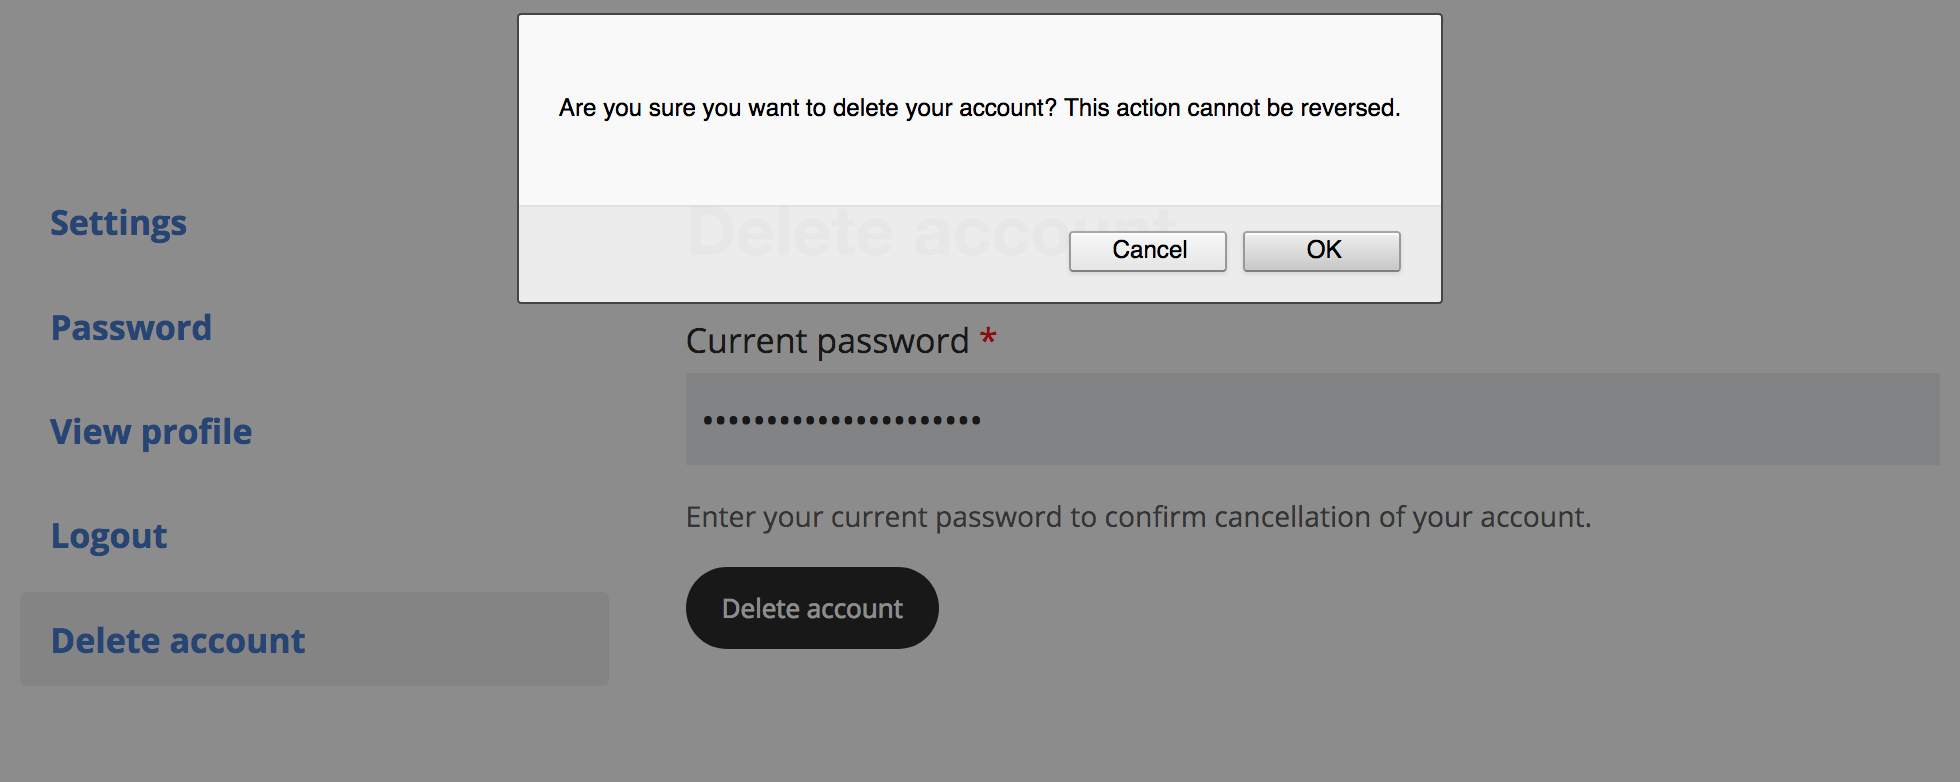 Are you sure you want to delete your account? This action cannot be reversed.
Delete account
Cancel
OK
Settings
Password
View profile
Logout
Delete account
Current password *
••••••••••••••••••••••
Enter your current password to confirm cancellation of your account.
Delete account